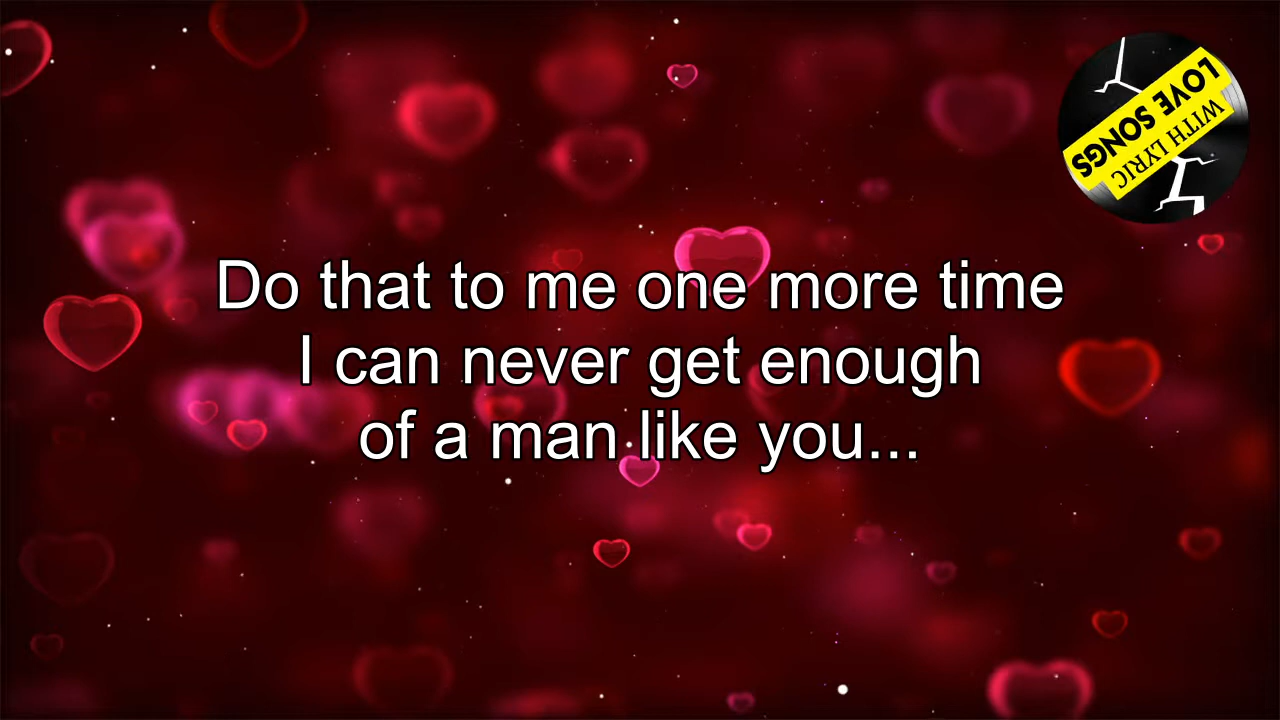 Do that to me one more time
I can never get enough
of a man like you...
LOVE SONGS
WITH LYRIC